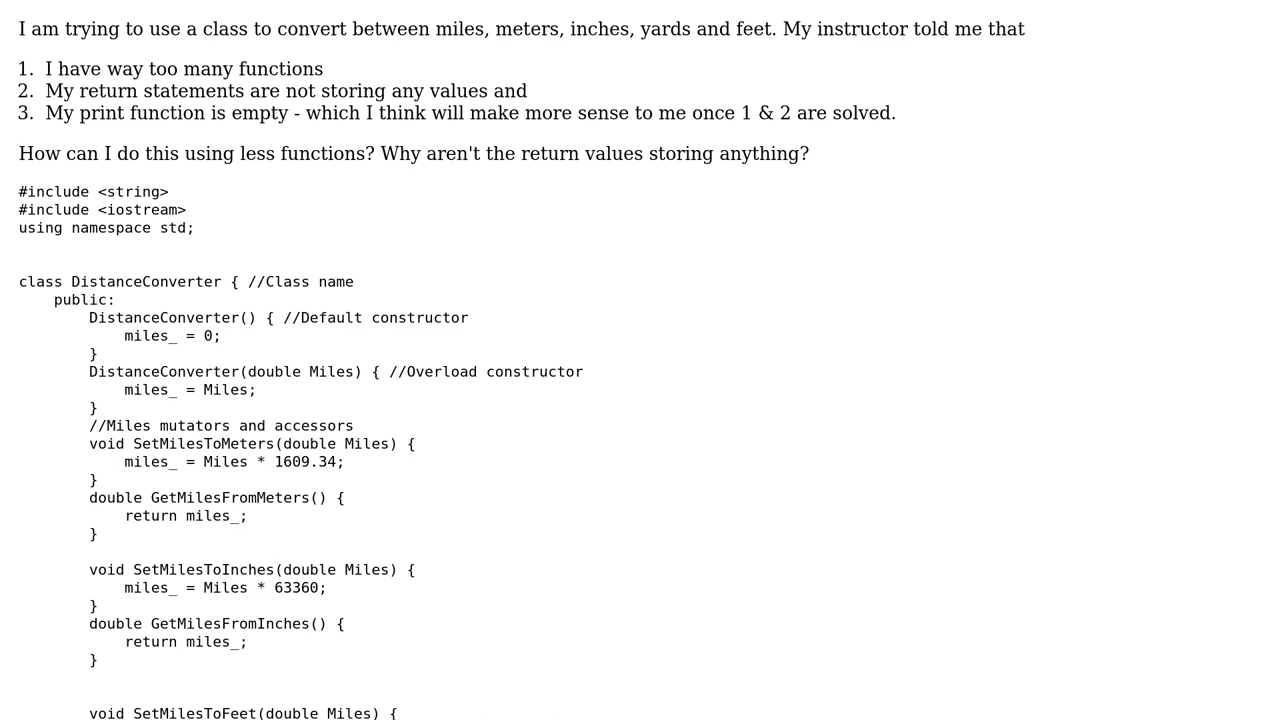 I am trying to use a class to convert between miles, meters, inches, yards and feet. My instructor told me that
1. I have way too many functions
2. My return statements are not storing any values and
3. My print function is empty - which I think will make more sense to me once 1 & 2 are solved.
How can I do this using less functions? Why aren't the return values storing anything?
#include <string>
#include <iostream>
using namespace std;
class DistanceConverter { //Class name
    public:
        DistanceConverter() { //Default constructor
            miles_ = 0;
        }
        DistanceConverter(double Miles) { //Overload constructor
            miles_ = Miles;
        }
        //Miles mutators and accessors
        void SetMilesToMeters(double Miles) {
            miles_ = Miles * 1609.34;
        }
        double GetMilesFromMeters() {
            return miles_;
        }
        void SetMilesToInches(double Miles) {
            miles_ = Miles * 63360;
        }
        double GetMilesFromInches() {
            return miles_;
        }
        void SetMilesToFeet(double Miles) {